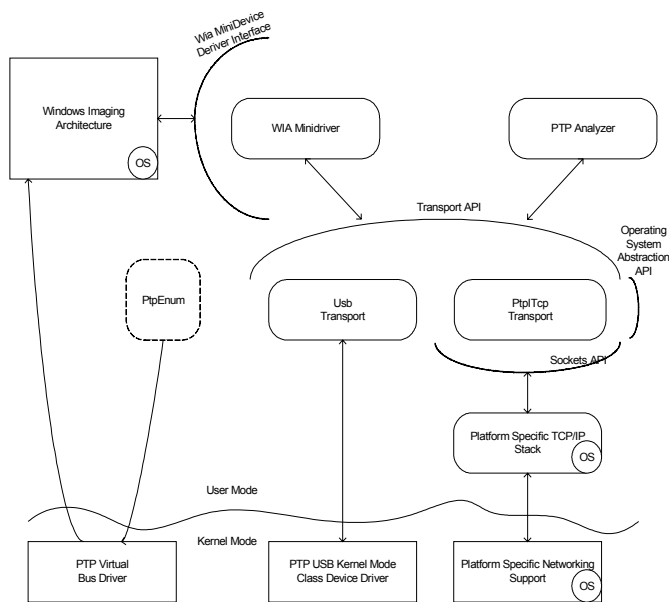 Wia MiniDevice
Deriver Interface
Windows Imaging
Architecture
OS
WIA Minidriver
PTP Analyzer
Transport API
Operating
System
Abstraction
API
PtpEnum
Usb
Transport
PtpITcp
Transport
Sockets API
Platform Specific TCP/IP
Stack
OS
User Mode
Kernel Mode
PTP Virtual
Bus Driver
PTP USB Kernel Mode
Class Device Driver
Platform Specific Networking
Support
OS